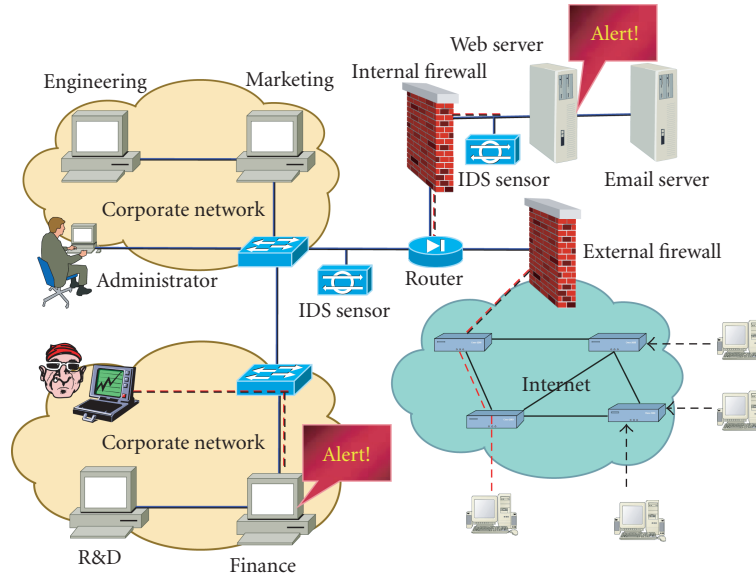 Web server
Alert!
Internal firewall
Engineering
Marketing
IDS sensor
Email server
Corporate network
External firewall
Administrator
Router
IDS sensor
Internet
Corporate network
Alert!
R&D
Finance